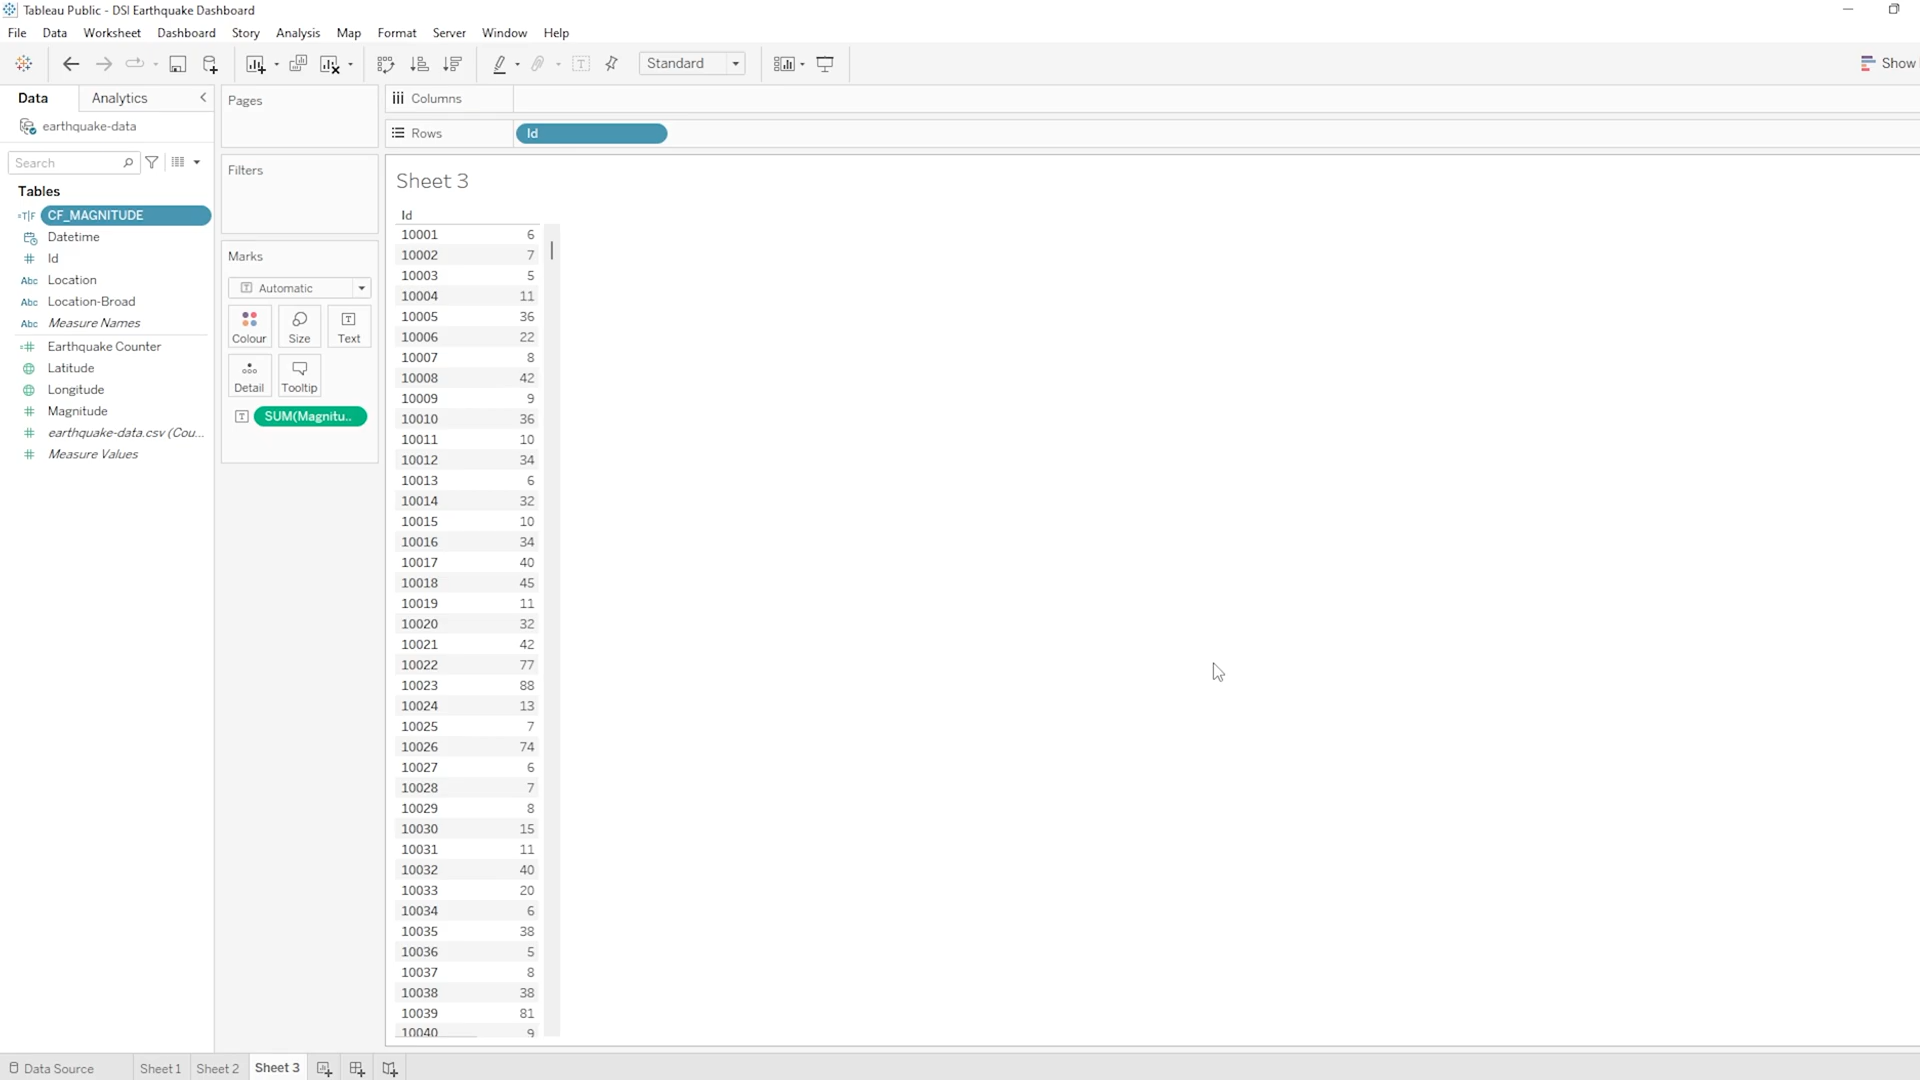 Tableau Public - DSI Earthquake Dashboard
File Data Worksheet Dashboard Story Analysis Map Format Server Window Help
Standard
Show
Data Analytics
Pages
Columns
earthquake-data
Rows
Id
Search
Filters
Tables
Sheet 3
CF_MAGNITUDE
Datetime
Id
Location
Location-Broad
Measure Names
Earthquake Counter
Latitude
Longitude
Magnitude
earthquake-data.csv (Cou...
Measure Values
Marks
Automatic
Colour Size Text
Detail Tooltip
SUM(Magnitu..
Id
10001 6
10002 7
10003 5
10004 11
10005 36
10006 22
10007 8
10008 42
10009 9
10010 36
10011 10
10012 34
10013 6
10014 32
10015 10
10016 34
10017 40
10018 45
10019 11
10020 32
10021 42
10022 77
10023 88
10024 13
10025 7
10026 74
10027 6
10028 7
10029 8
10030 15
10031 11
10032 40
10033 20
10034 6
10035 38
10036 5
10037 8
10038 38
10039 81
10040 9
Data Source Sheet 1 Sheet 2 Sheet 3